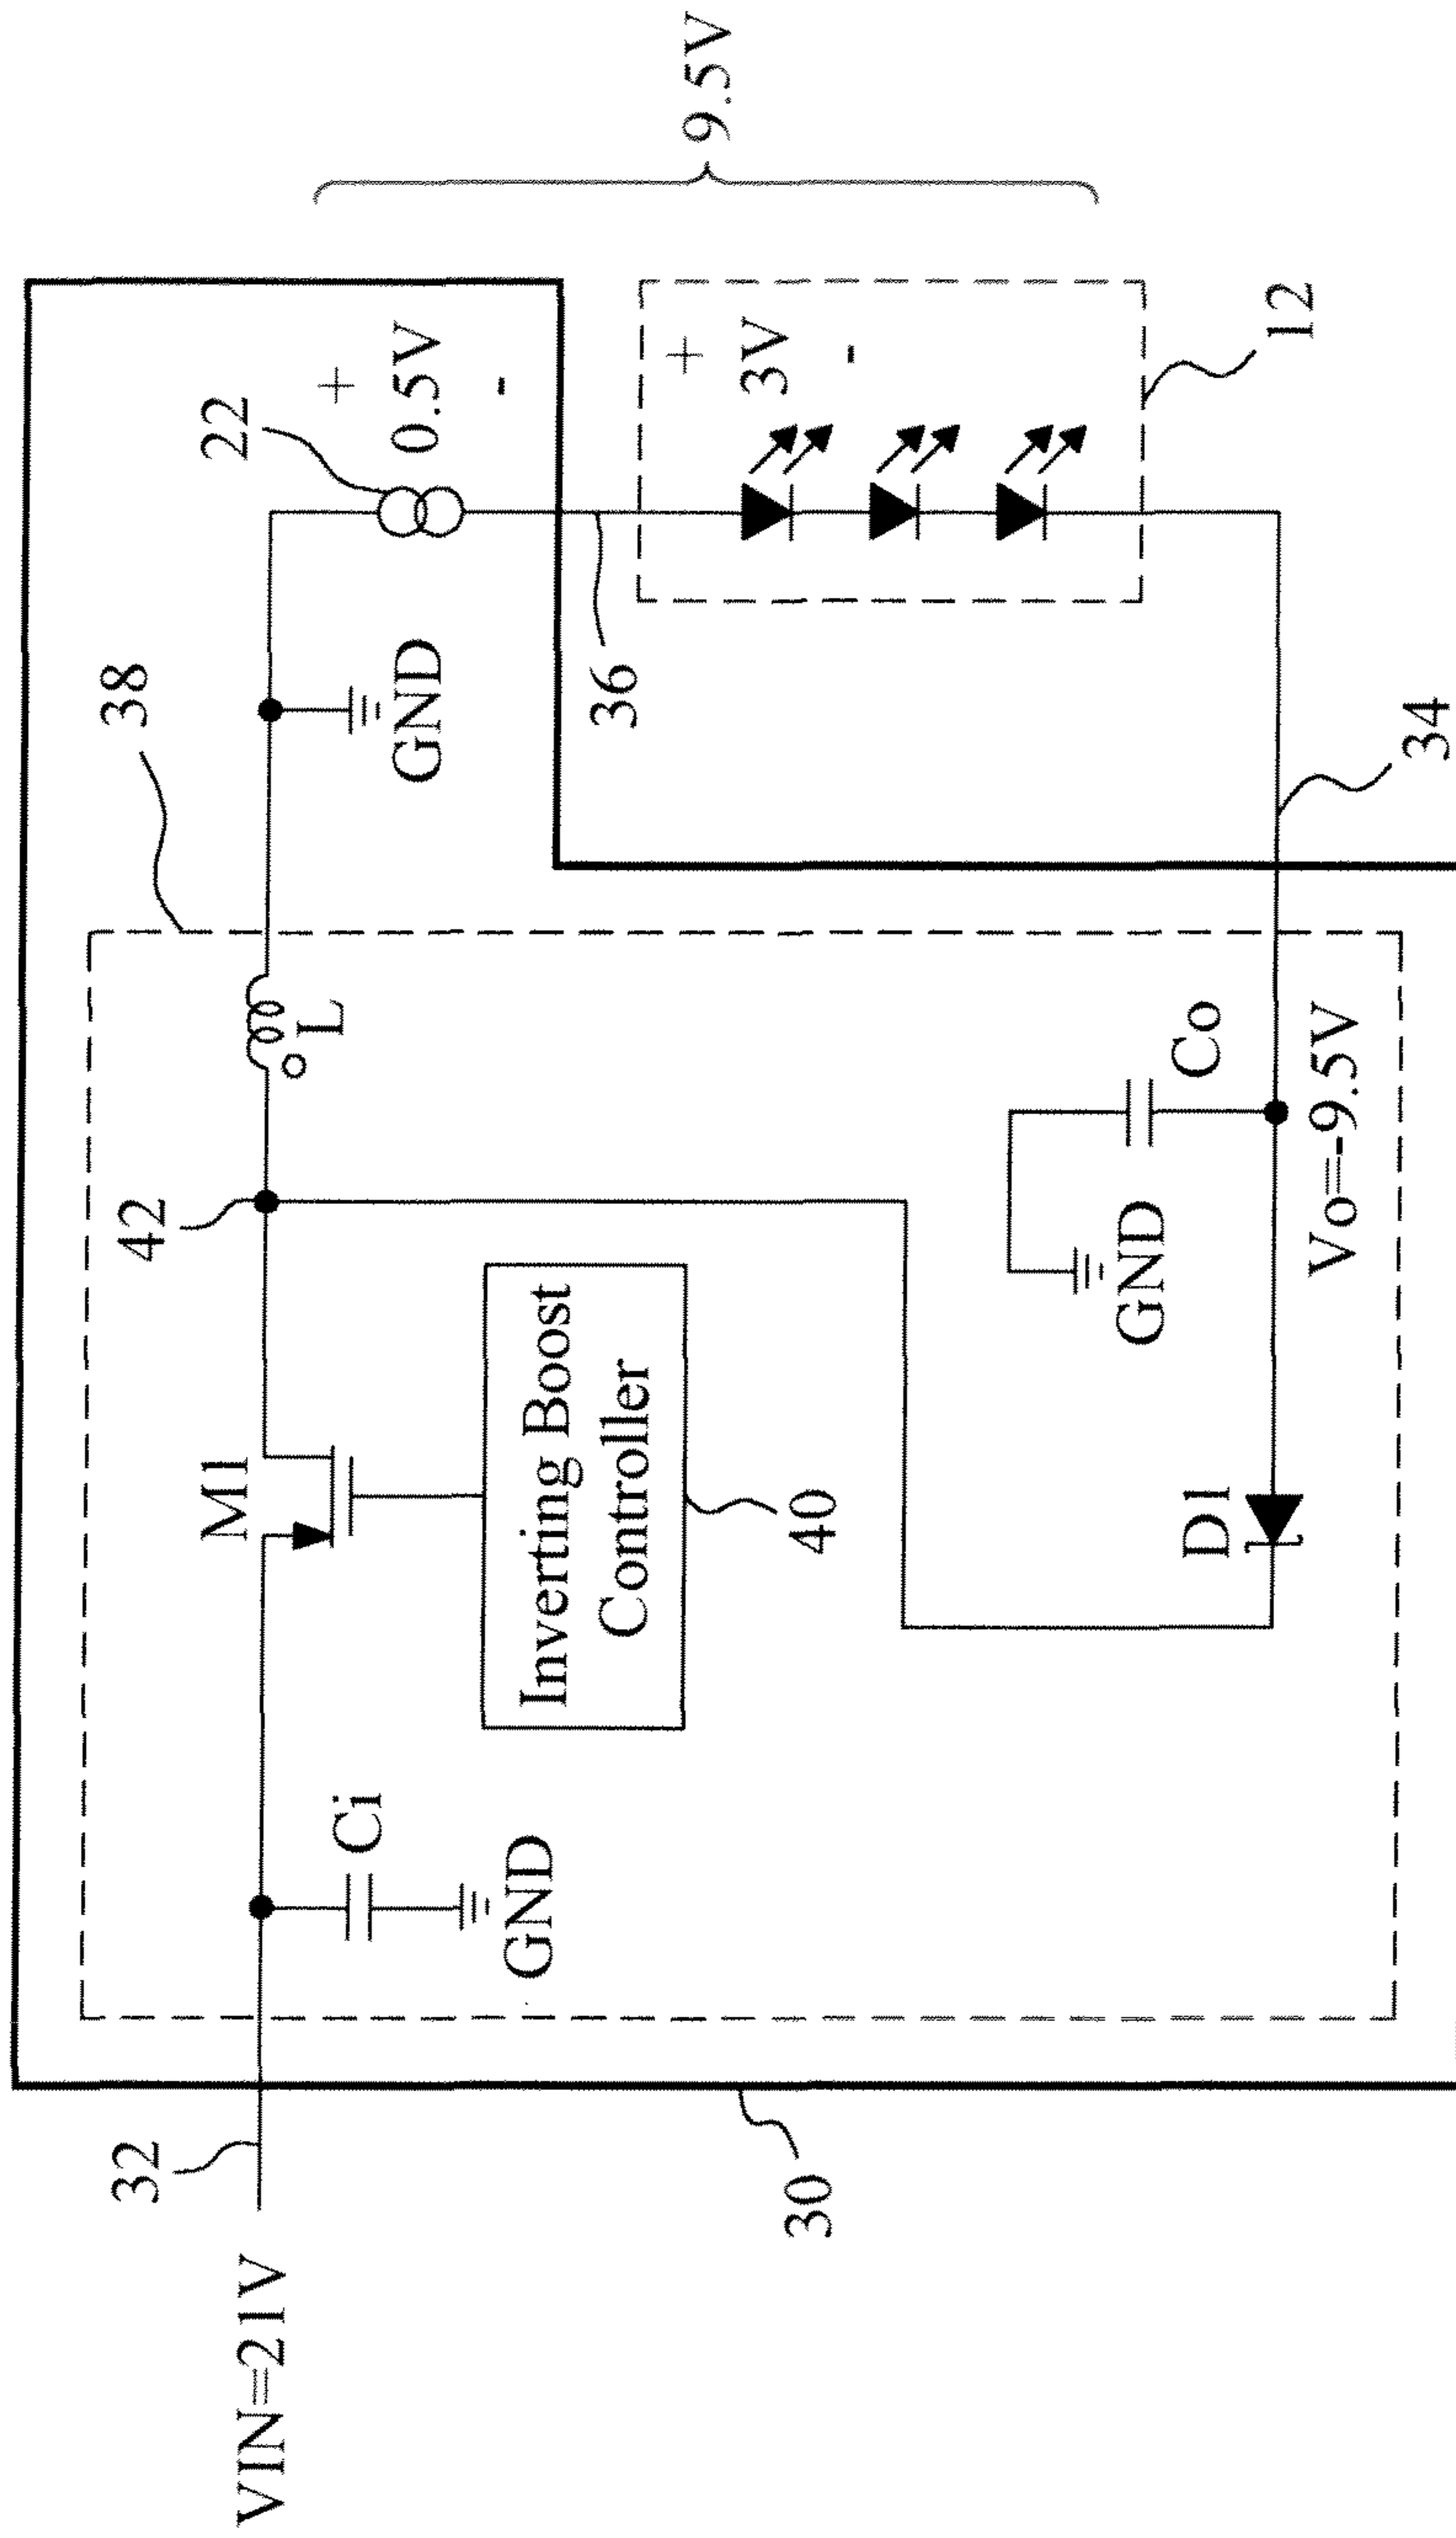 VIN=21V
32
30
38
Ci
GND
M1
Inverting Boost
Controller
40
42
L
GND
22
+
0.5V
-
36
+
3V
-
12
9.5V
34
GND
Co
D1
Vo=-9.5V